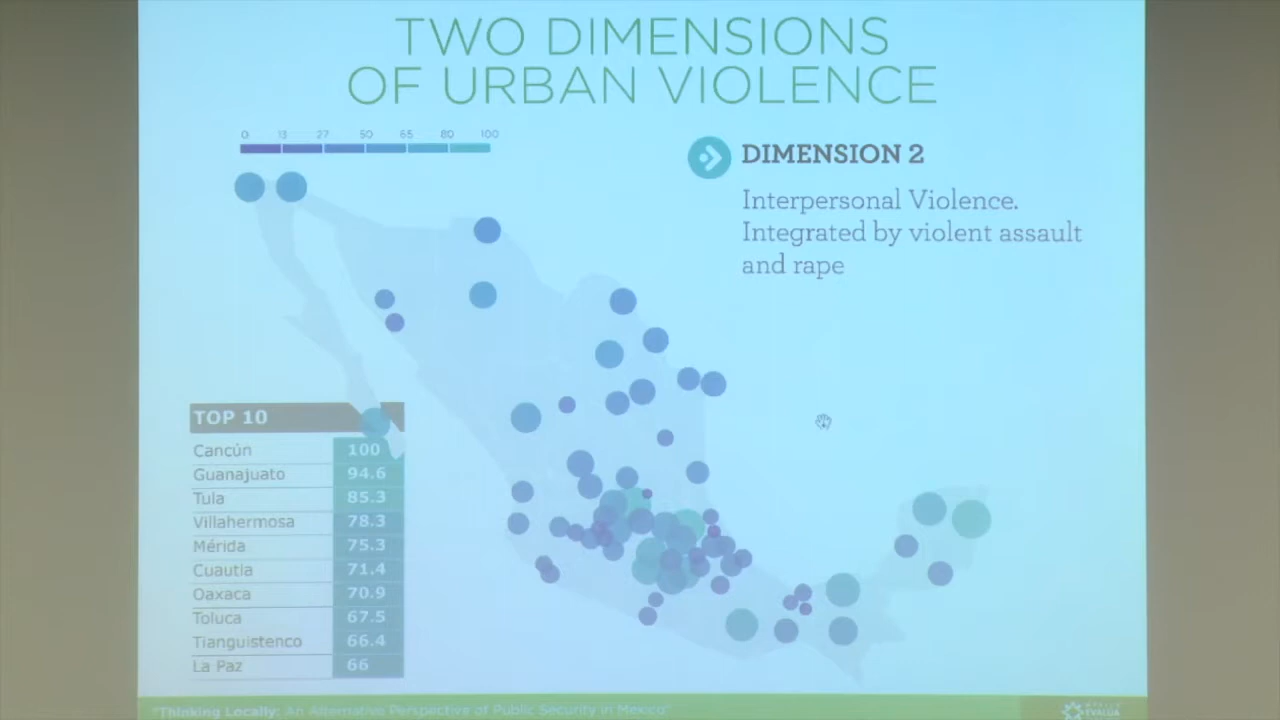 TWO DIMENSIONS
OF URBAN VIOLENCE
0 13 27 50 65 80 100
DIMENSION 2
Interpersonal Violence.
Integrated by violent assault
and rape
TOP 10
Cancún 100
Guanajuato 94.6
Tula 85.3
Villahermosa 78.3
Mérida 75.3
Cuautla 71.4
Oaxaca 70.9
Toluca 67.5
Tianguistenco 66.4
La Paz 66
"Thinking Locally: An Alternative Perspective of Public Security in Mexico"
MÉXICO
EVALÚA